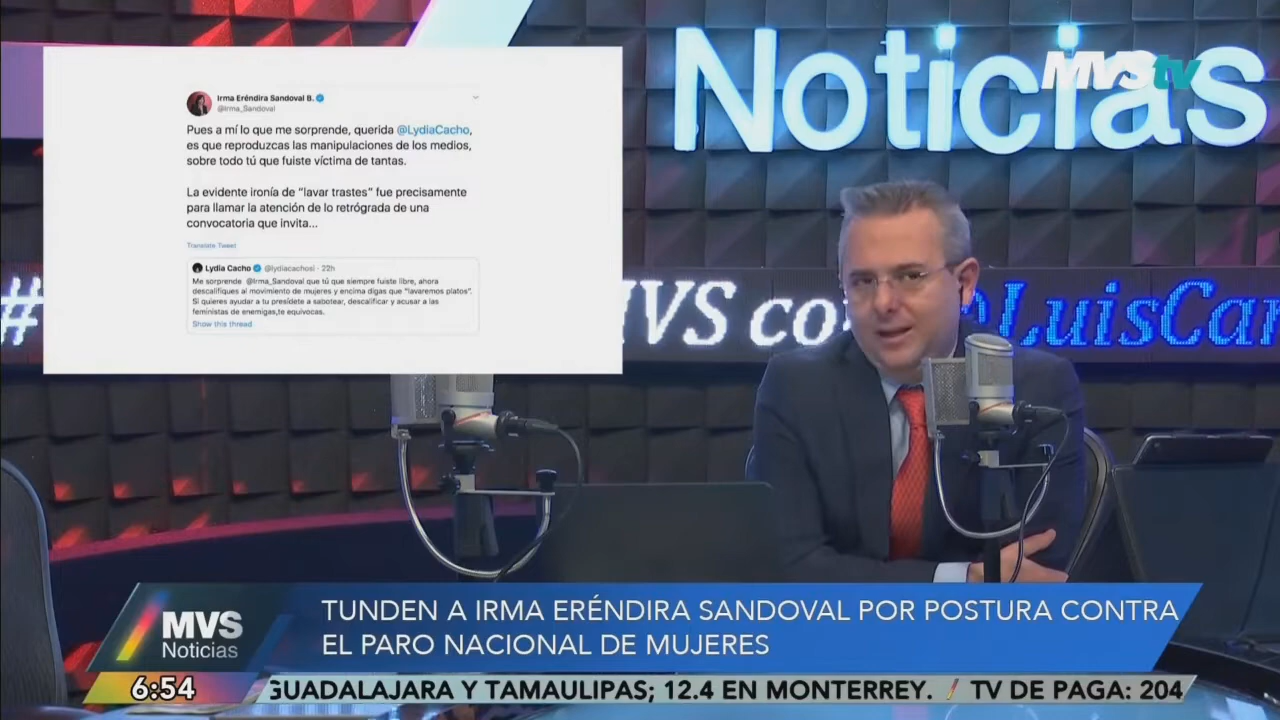 Noticias
MVStv
Irma Eréndira Sandoval B.
@Irma_Sandoval
Pues a mí lo que me sorprende, querida @LydiaCacho,
es que reproduzcas las manipulaciones de los medios,
sobre todo tú que fuiste víctima de tantas.
La evidente ironía de “lavar trastes” fue precisamente
para llamar la atención de lo retrógrada de una
convocatoria que invita...
Translate Tweet
Lydia Cacho @lydiacachosi · 22h
Me sorprende @Irma_Sandoval que tú que siempre fuiste libre, ahora
descalifiques al movimiento de mujeres y encima digas que “lavaremos platos”.
Si quieres ayudar a tu presidete a sabotear, descalificar y acusar a las
feministas de enemigas,te equivocas.
Show this thread
# MVS co @LuisCar
MVS
Noticias
TUNDEN A IRMA ERÉNDIRA SANDOVAL POR POSTURA CONTRA
EL PARO NACIONAL DE MUJERES
6:54
GUADALAJARA Y TAMAULIPAS; 12.4 EN MONTERREY. / TV DE PAGA: 204